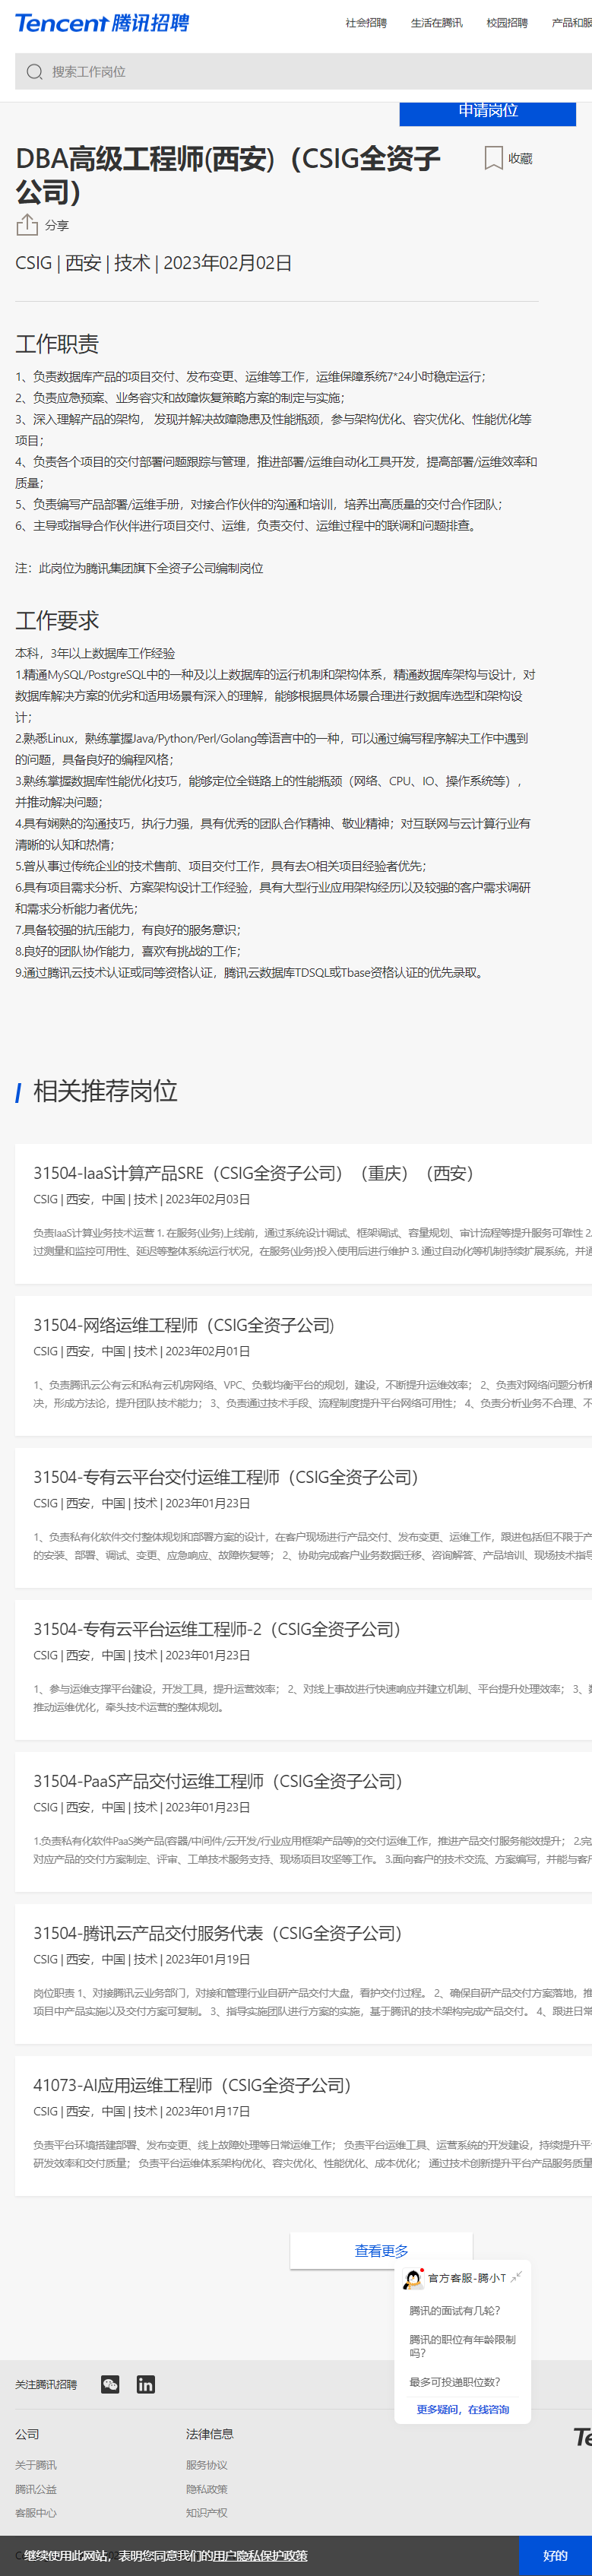 Tencent 腾讯招聘
社会招聘 生活在腾讯 校园招聘 产品和服
搜索工作岗位
申请岗位
DBA高级工程师(西安)（CSIG全资子
公司）
收藏
分享
CSIG | 西安 | 技术 | 2023年02月02日
工作职责
1、负责数据库产品的项目交付、发布变更、运维等工作，运维保障系统7*24小时稳定运行；
2、负责应急预案、业务容灾和故障恢复策略方案的制定与实施；
3、深入理解产品的架构， 发现并解决故障隐患及性能瓶颈，参与架构优化、容灾优化、性能优化等
项目；
4、负责各个项目的交付部署问题跟踪与管理，推进部署/运维自动化工具开发，提高部署/运维效率和
质量；
5、负责编写产品部署/运维手册，对接合作伙伴的沟通和培训，培养出高质量的交付合作团队；
6、主导或指导合作伙伴进行项目交付、运维，负责交付、运维过程中的联调和问题排查。
注：此岗位为腾讯集团旗下全资子公司编制岗位
工作要求
本科，3年以上数据库工作经验
1.精通MySQL/PostgreSQL中的一种及以上数据库的运行机制和架构体系，精通数据库架构与设计，对
数据库解决方案的优劣和适用场景有深入的理解，能够根据具体场景合理进行数据库选型和架构设
计；
2.熟悉Linux，熟练掌握Java/Python/Perl/Golang等语言中的一种，可以通过编写程序解决工作中遇到
的问题，具备良好的编程风格；
3.熟练掌握数据库性能优化技巧，能够定位全链路上的性能瓶颈（网络、CPU、IO、操作系统等），
并推动解决问题；
4.具有娴熟的沟通技巧，执行力强，具有优秀的团队合作精神、敬业精神；对互联网与云计算行业有
清晰的认知和热情；
5.曾从事过传统企业的技术售前、项目交付工作，具有去O相关项目经验者优先；
6.具有项目需求分析、方案架构设计工作经验，具有大型行业应用架构经历以及较强的客户需求调研
和需求分析能力者优先；
7.具备较强的抗压能力，有良好的服务意识；
8.良好的团队协作能力，喜欢有挑战的工作；
9.通过腾讯云技术认证或同等资格认证，腾讯云数据库TDSQL或Tbase资格认证的优先录取。
相关推荐岗位
31504-IaaS计算产品SRE（CSIG全资子公司）（重庆）（西安）
CSIG | 西安，中国 | 技术 | 2023年02月03日
负责IaaS计算业务技术运营 1. 在服务(业务)上线前，通过系统设计调试、框架调试、容量规划、审计流程等提升服务可靠性 2.
过测量和监控可用性、延迟等整体系统运行状况，在服务(业务)投入使用后进行维护 3. 通过自动化等机制持续扩展系统，并通
31504-网络运维工程师（CSIG全资子公司)
CSIG | 西安，中国 | 技术 | 2023年02月01日
1、负责腾讯云公有云和私有云机房网络、VPC、负载均衡平台的规划，建设，不断提升运维效率； 2、负责对网络问题分析解
决，形成方法论，提升团队技术能力； 3、负责通过技术手段、流程制度提升平台网络可用性； 4、负责分析业务不合理、不
31504-专有云平台交付运维工程师（CSIG全资子公司）
CSIG | 西安，中国 | 技术 | 2023年01月23日
1、负责私有化软件交付整体规划和部署方案的设计，在客户现场进行产品交付、发布变更、运维工作，跟进包括但不限于产
的安装、部署、调试、变更、应急响应、故障恢复等； 2、协助完成客户业务数据迁移、咨询解答、产品培训、现场技术指导
31504-专有云平台运维工程师-2（CSIG全资子公司）
CSIG | 西安，中国 | 技术 | 2023年01月23日
1、参与运维支撑平台建设，开发工具，提升运营效率； 2、对线上事故进行快速响应并建立机制、平台提升处理效率； 3、数
推动运维优化，牵头技术运营的整体规划。
31504-PaaS产品交付运维工程师（CSIG全资子公司）
CSIG | 西安，中国 | 技术 | 2023年01月23日
1.负责私有化软件PaaS类产品(容器/中间件/云开发/行业应用框架产品等)的交付运维工作，推进产品交付服务能效提升； 2.完
对应产品的交付方案制定、评审、工单技术服务支持、现场项目攻坚等工作。 3.面向客户的技术交流、方案编写，并能与客户
31504-腾讯云产品交付服务代表（CSIG全资子公司）
CSIG | 西安，中国 | 技术 | 2023年01月19日
岗位职责 1、对接腾讯云业务部门，对接和管理行业自研产品交付大盘，看护交付过程。 2、确保自研产品交付方案落地，推
项目中产品实施以及交付方案可复制。 3、指导实施团队进行方案的实施，基于腾讯的技术架构完成产品交付。 4、跟进日常
41073-AI应用运维工程师（CSIG全资子公司）
CSIG | 西安，中国 | 技术 | 2023年01月17日
负责平台环境搭建部署、发布变更、线上故障处理等日常运维工作； 负责平台运维工具、运营系统的开发建设，持续提升平
研发效率和交付质量； 负责平台运维体系架构优化、容灾优化、性能优化、成本优化； 通过技术创新提升平台产品服务质量
查看更多
官方客服-腾小T
腾讯的面试有几轮？
腾讯的职位有年龄限制
吗？
最多可投递职位数？
更多疑问，在线咨询
关注腾讯招聘
公司 法律信息
Te
关于腾讯 服务协议
腾讯公益 隐私政策
客服中心 知识产权
继续使用此网站，表明您同意我们的用户隐私保护政策 好的